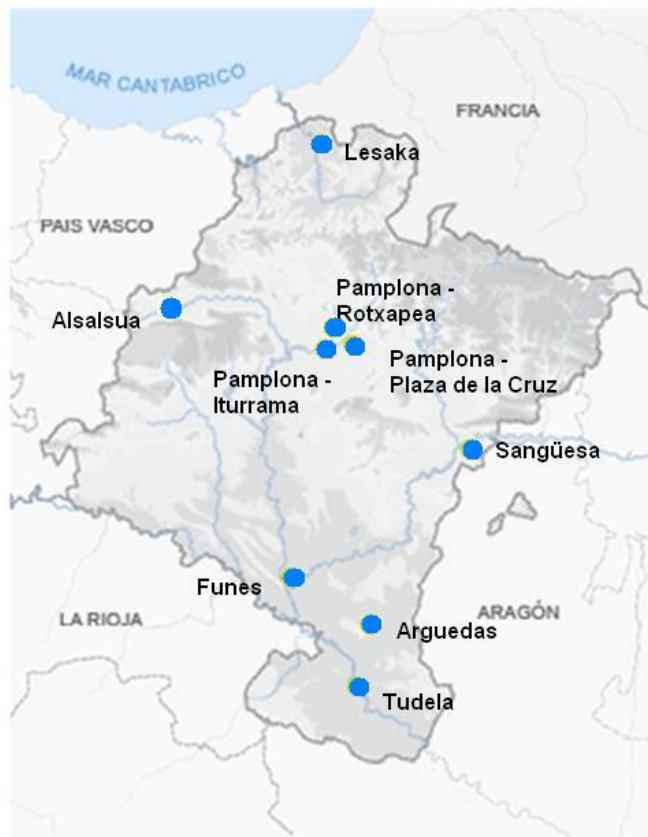 MAR CANTABRICO
FRANCIA
Lesaka
PAIS VASCO
Pamplona -
Rotxapea
Alsalsua
Pamplona -
Plaza de la Cruz
Pamplona -
Iturrama
Sangüesa
Funes
LA RIOJA
ARAGÓN
Arguedas
Tudela